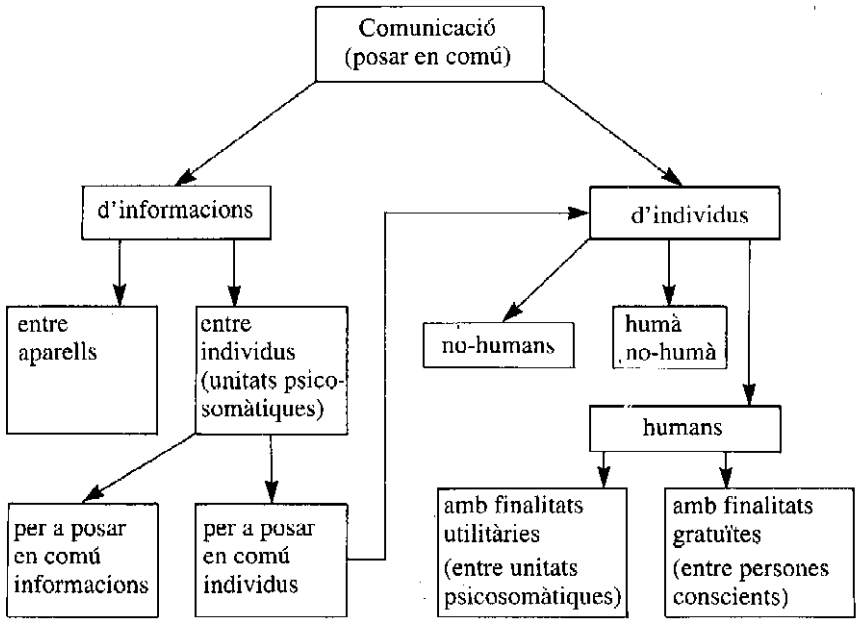 Comunicació
(posar en comú)
d'informacions
d'individus
entre
aparells
entre
individus
(unitats psico-
somàtiques)
no-humans
humà
no-humà
humans
per a posar
en comú
informacions
per a posar
en comú
individus
amb finalitats
utilitàries
(entre unitats
psicosomàtiques)
amb finalitats
gratuïtes
(entre persones
conscients)